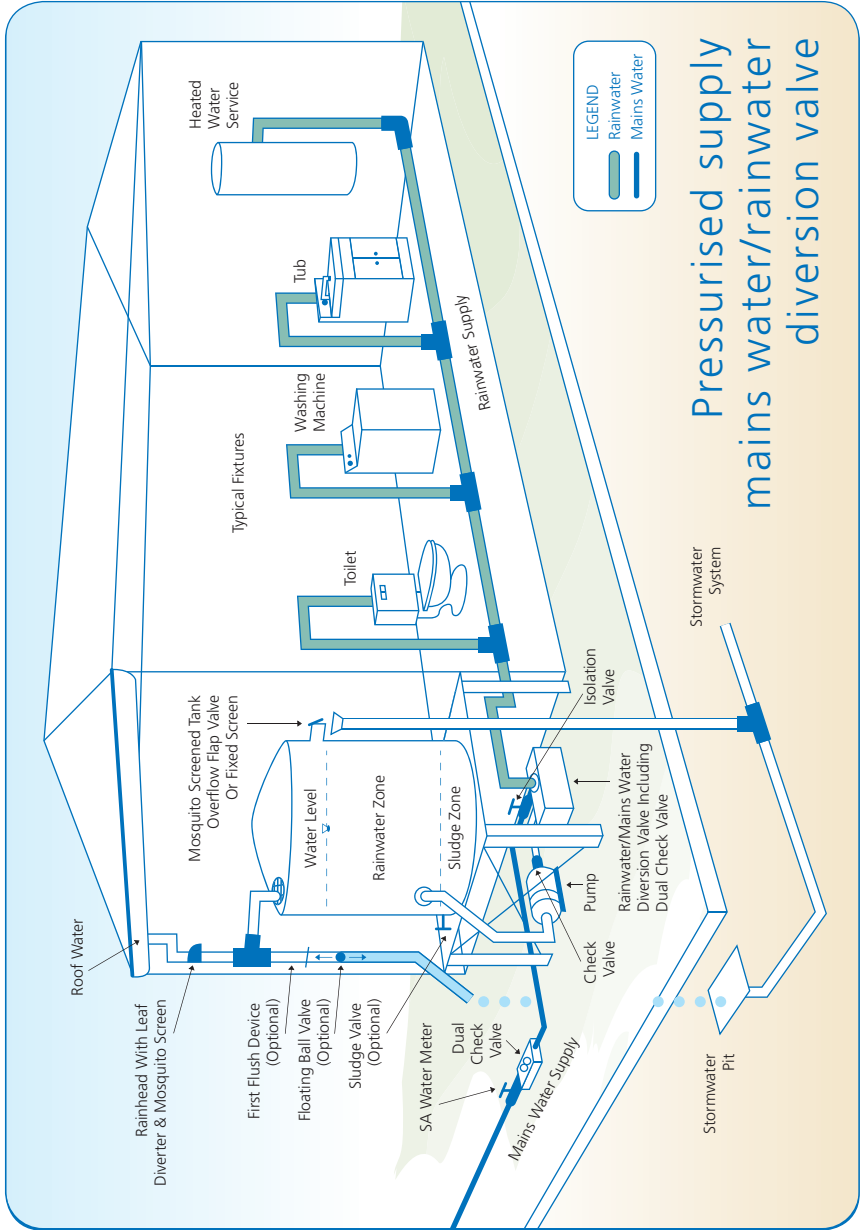 Roof Water
Rainhead With Leaf
Diverter & Mosquito Screen
First Flush Device
(Optional)
Floating Ball Valve
(Optional)
Sludge Valve
(Optional)
Mosquito Screened Tank
Overflow Flap Valve
Or Fixed Screen
Water Level
Rainwater Zone
Sludge Zone
Typical Fixtures
Toilet
Washing
Machine
Tub
Heated
Water
Service
Rainwater Supply
SA Water Meter
Dual
Check
Valve
Mains Water Supply
Check
Valve
Pump
Rainwater/Mains Water
Diversion Valve Including
Dual Check Valve
Isolation
Valve
Stormwater
Pit
Stormwater
System
LEGEND
Rainwater
Mains Water
Pressurised supply
mains water/rainwater
diversion valve